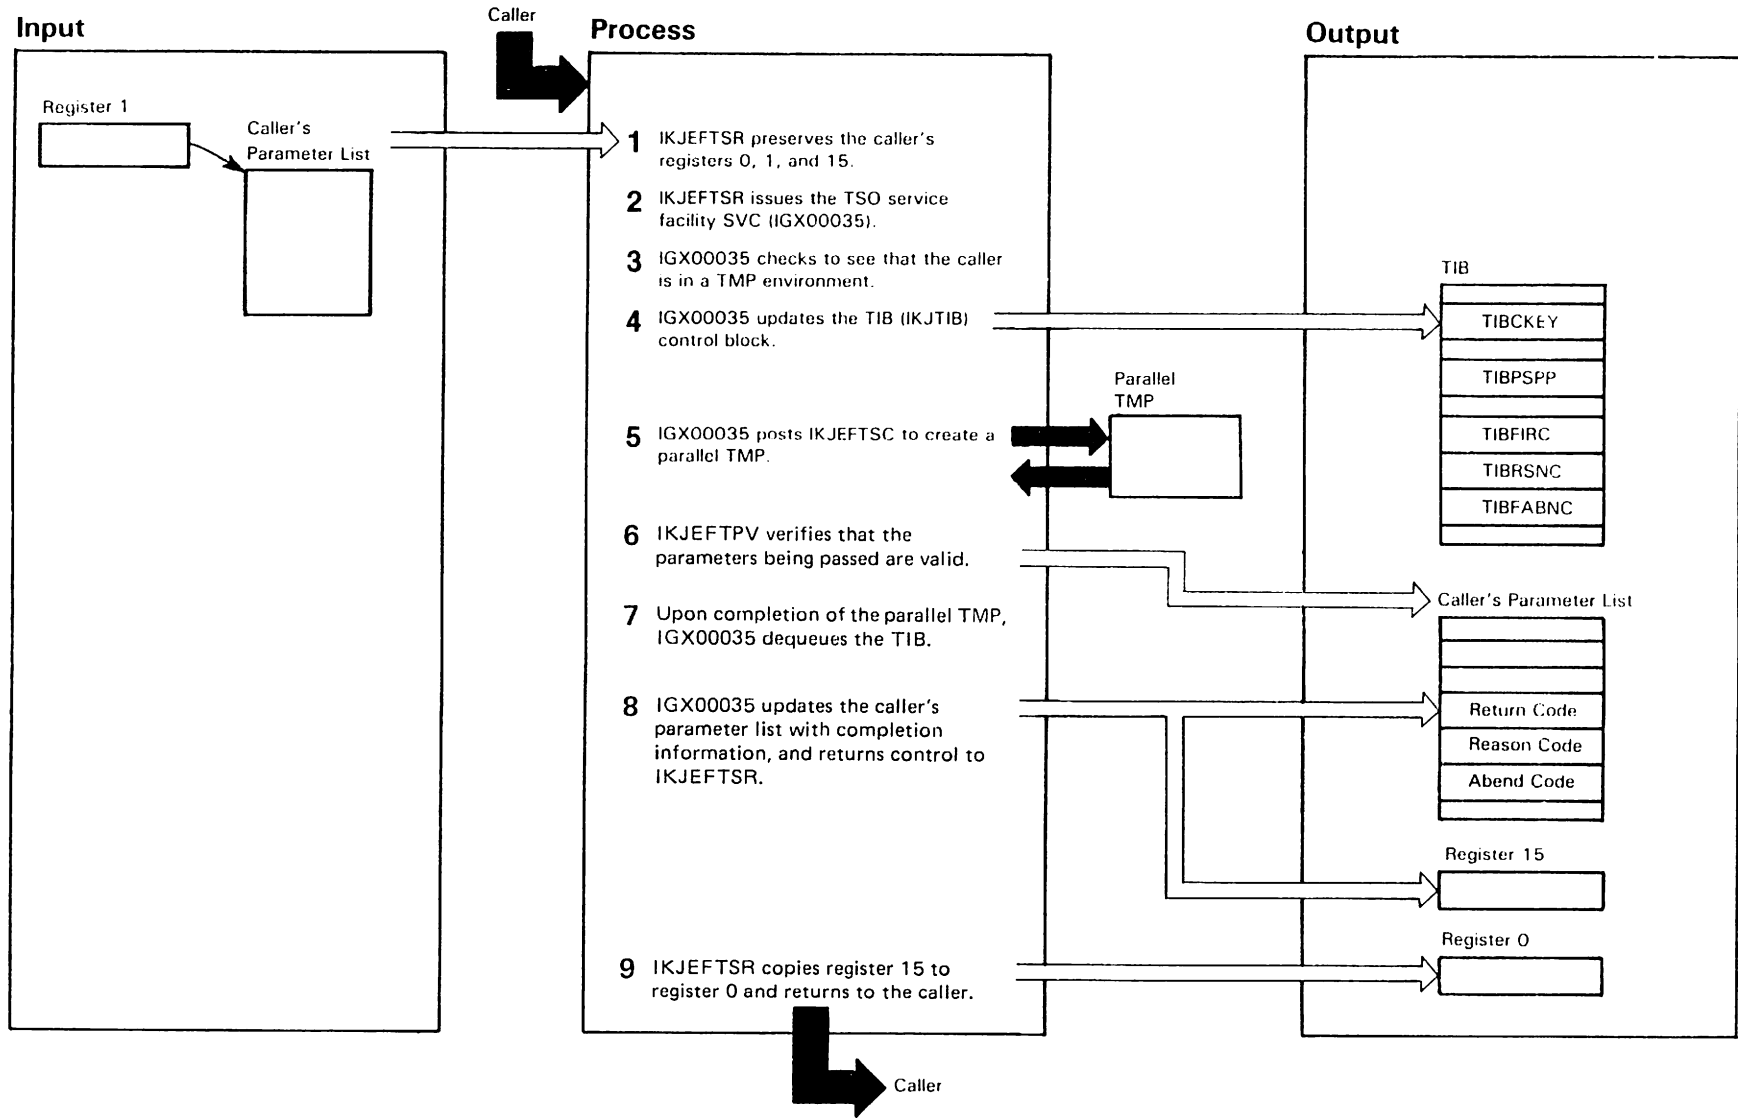 Input
Register 1
Caller's
Parameter List
Caller
Process
1 IKJEFTSR preserves the caller's
registers 0, 1, and 15.
2 IKJEFTSR issues the TSO service
facility SVC (IGX00035).
3 IGX00035 checks to see that the caller
is in a TMP environment.
4 IGX00035 updates the TIB (IKJTIB)
control block.
5 IGX00035 posts IKJEFTSC to create a
parallel TMP.
6 IKJEFTPV verifies that the
parameters being passed are valid.
7 Upon completion of the parallel TMP,
IGX00035 dequeues the TIB.
8 IGX00035 updates the caller's
parameter list with completion
information, and returns control to
IKJEFTSR.
9 IKJEFTSR copies register 15 to
register 0 and returns to the caller.
Caller
Parallel
TMP
Output
TIB
TIBCKEY
TIBPSPP
TIBFIRC
TIBRSNC
TIBFABNC
Caller's Parameter List
Return Code
Reason Code
Abend Code
Register 15
Register 0